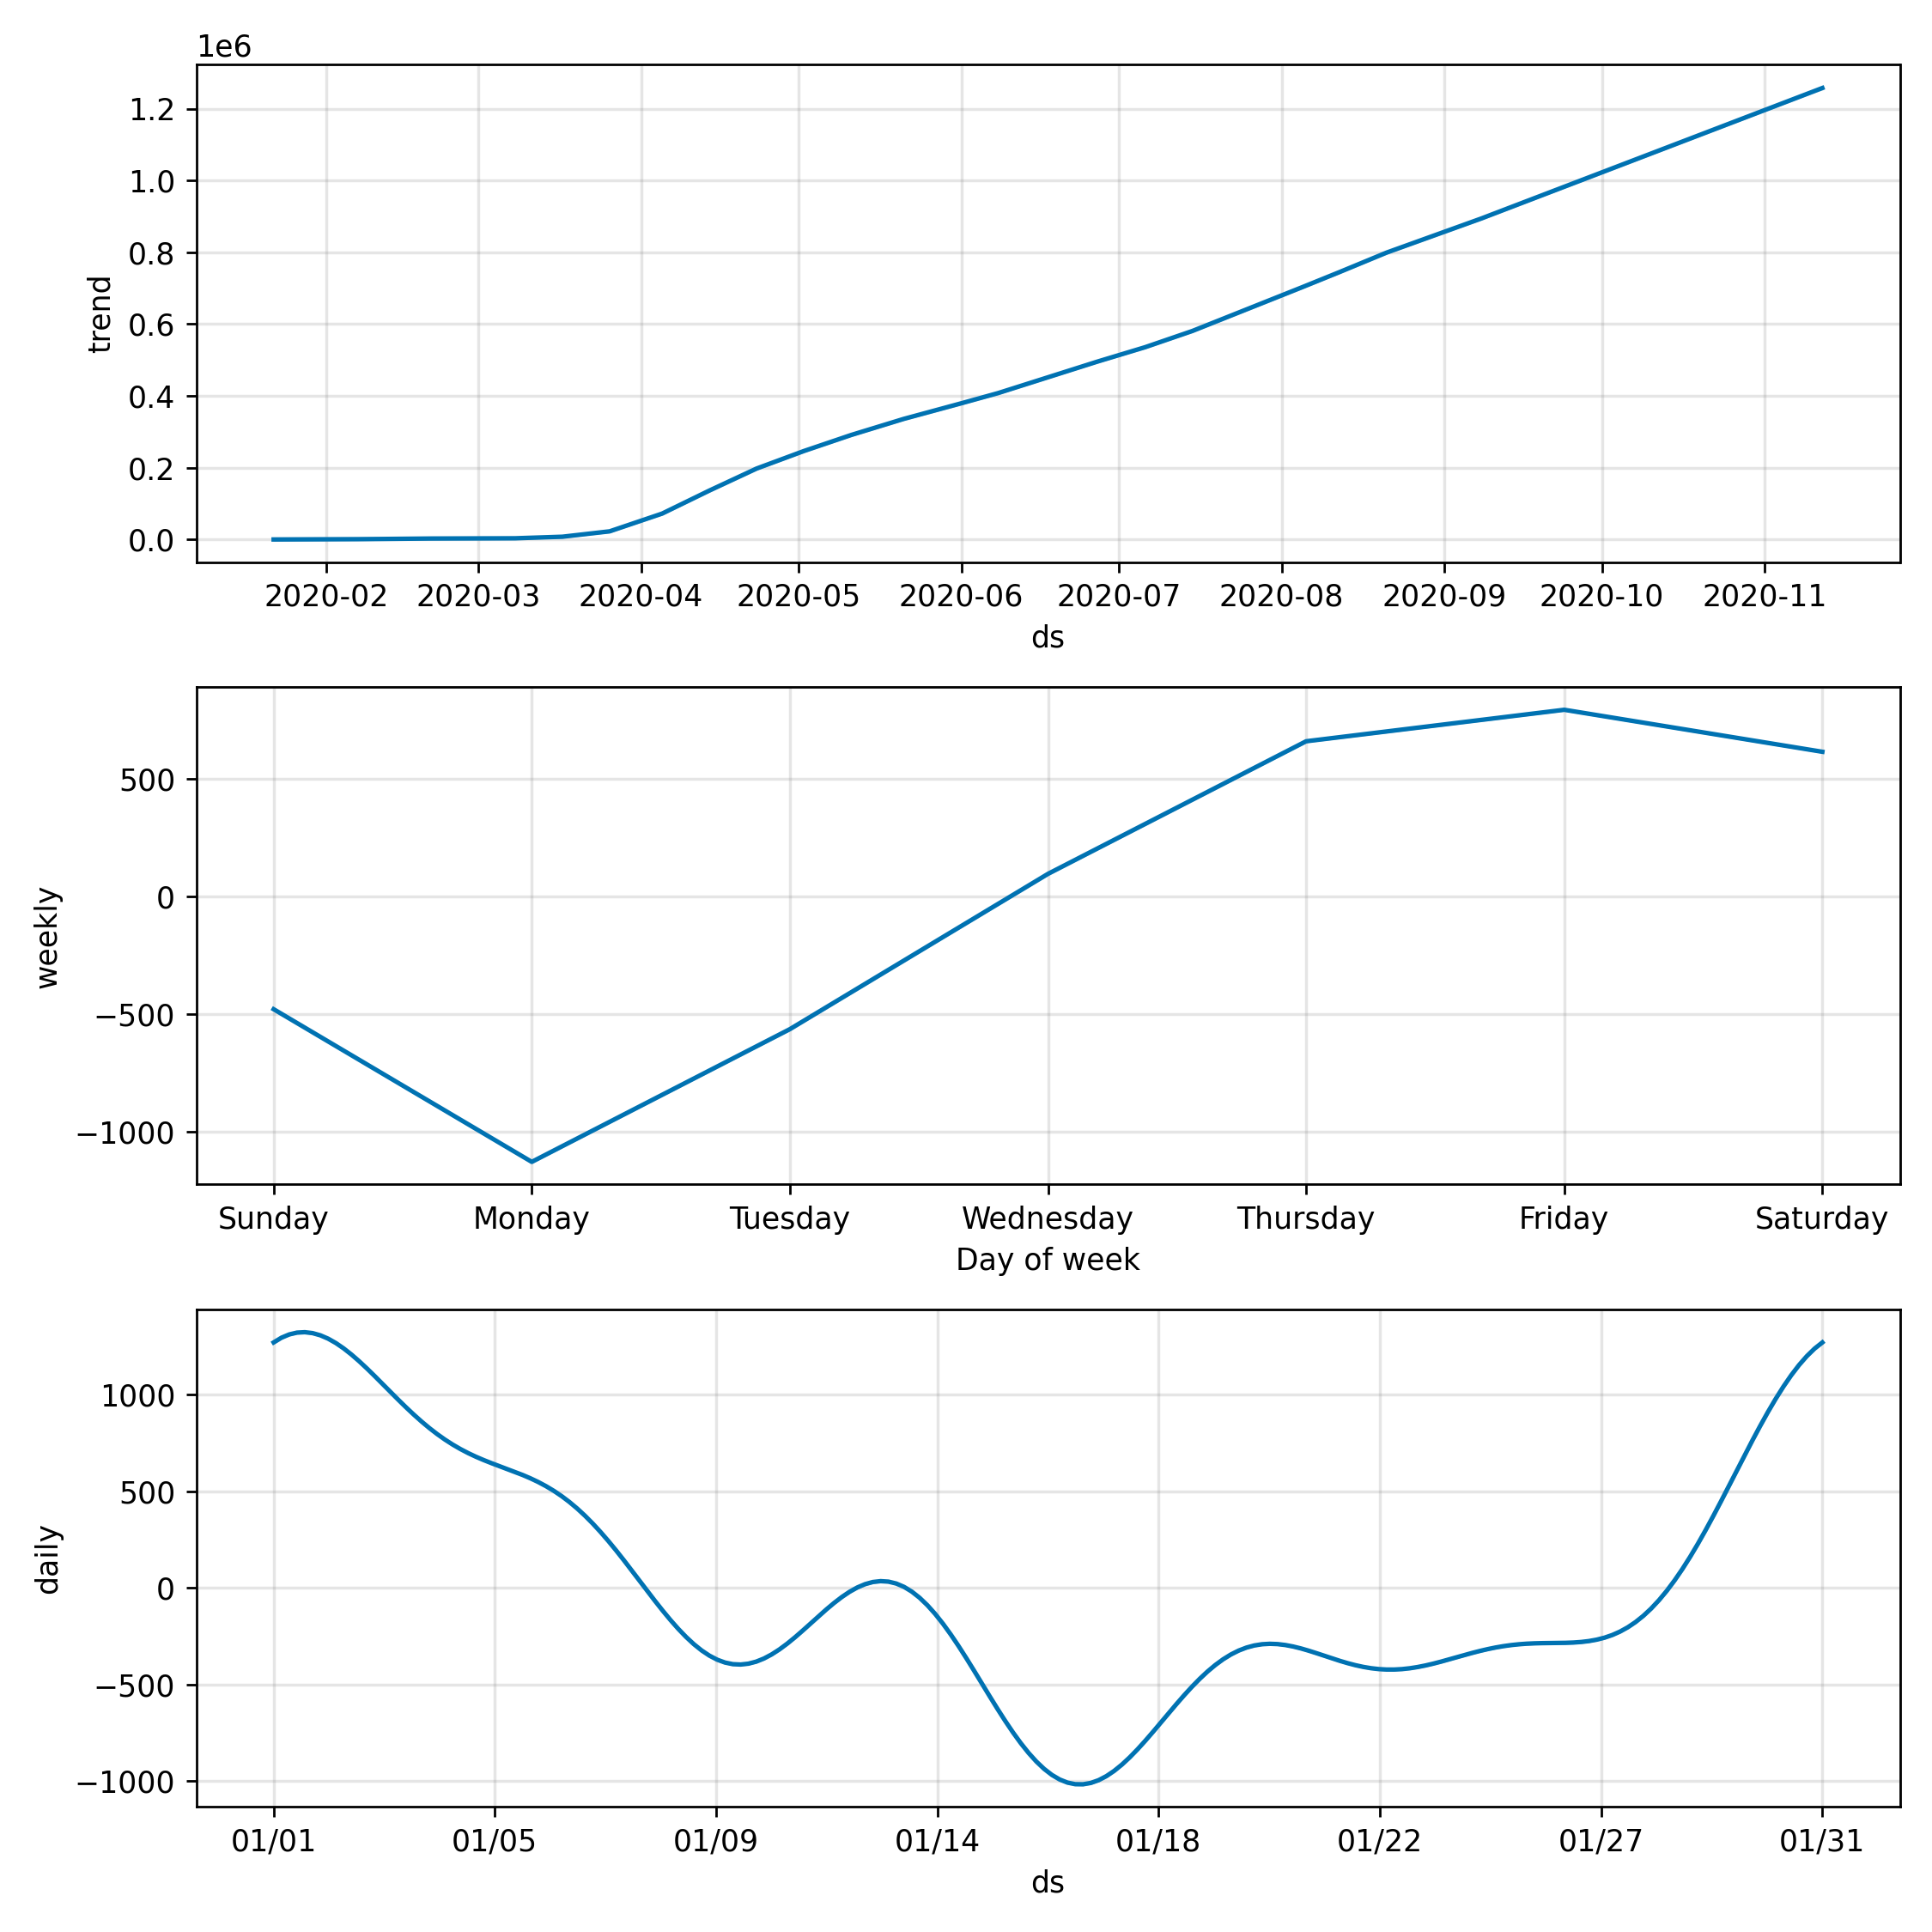 1e6
1.2
1.0
0.8
0.6
0.4
0.2
0.0
trend
2020-02 2020-03 2020-04 2020-05 2020-06 2020-07 2020-08 2020-09 2020-10 2020-11
ds
500
0
−500
−1000
weekly
Sunday Monday Tuesday Wednesday Thursday Friday Saturday
Day of week
1000
500
0
−500
−1000
daily
01/01 01/05 01/09 01/14 01/18 01/22 01/27 01/31
ds